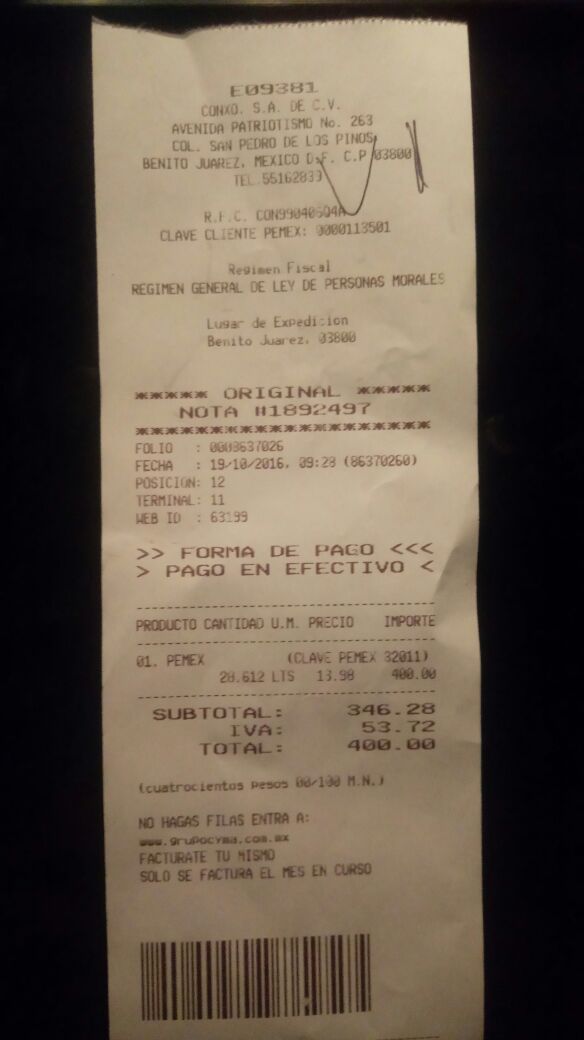 E09381
CONXO. S.A. DE C.V.
AVENIDA PATRIOTISMO No. 263
COL. SAN PEDRO DE LOS PINOS
BENITO JUAREZ, MEXICO D.F. C.P 03800
TEL.55162033
R.F.C. CON990406Q4A
CLAVE CLIENTE PEMEX: 0000113501
Regimen Fiscal
REGIMEN GENERAL DE LEY DE PERSONAS MORALES
Lugar de Expedicion
Benito Juarez, 03800
***** ORIGINAL *****
NOTA #1892497
********************
FOLIO : 0008637026
FECHA : 19/10/2016, 09:28 (86370260)
POSICION: 12
TERMINAL: 11
WEB ID : 63199
>> FORMA DE PAGO <<<
> PAGO EN EFECTIVO <
PRODUCTO CANTIDAD U.M. PRECIO IMPORTE
01. PEMEX (CLAVE PEMEX 32011)
28.612 LTS 13.98 400.00
SUBTOTAL: 346.28
IVA: 53.72
TOTAL: 400.00
(cuatrocientos pesos 00/100 M.N.)
NO HAGAS FILAS ENTRA A:
www.grupocyma.com.mx
FACTURATE TU MISMO
SOLO SE FACTURA EL MES EN CURSO